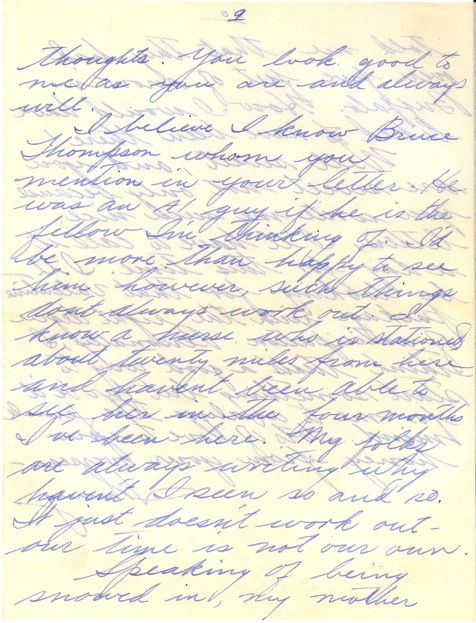 9
thoughts. You look good to
me as you are and always
will.
I believe I know Bruce
Thompson whom you
mention in your letter. He
was an A1 guy if he is the
fellow I'm thinking of. I'd
be more than happy to see
him, however, such things
don't always work out. I
know a nurse who is stationed
about twenty miles from here
and haven't been able to
see her in the four months
I've been here. My folks
are always writing why
haven't I seen so and so.
It just doesn't work out -
our time is not our own.
Speaking of being
snowed in, my mother